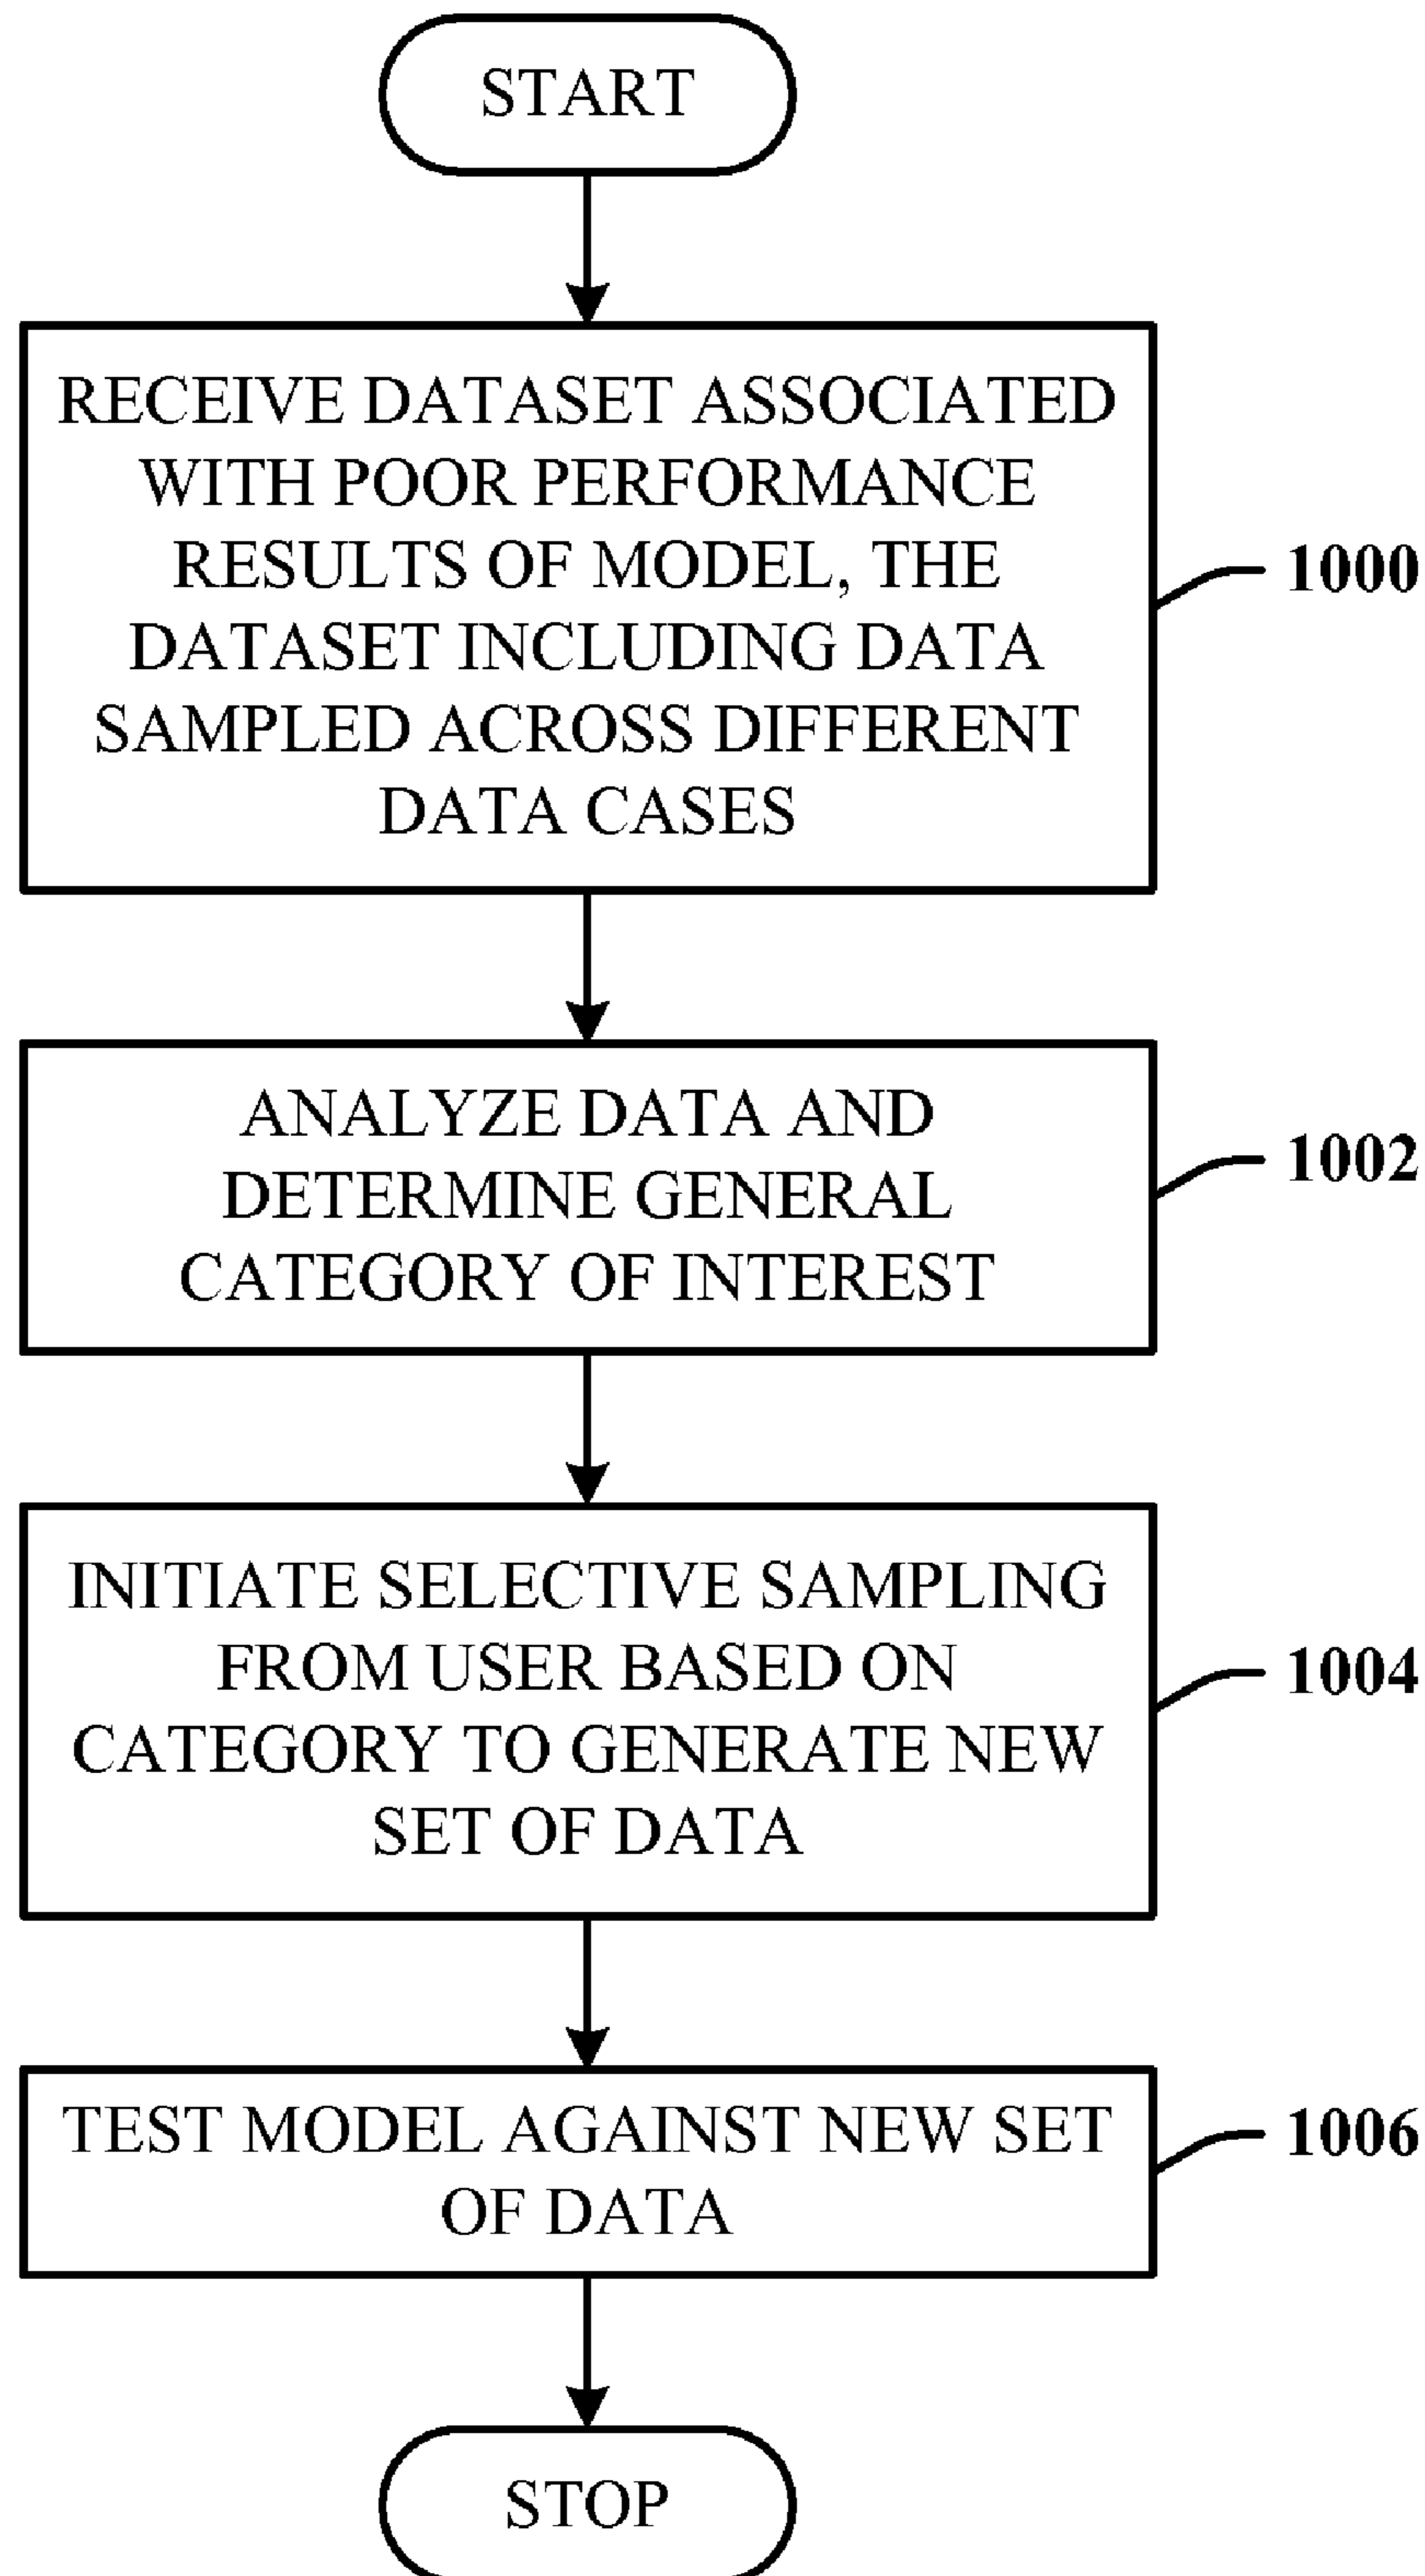 START
RECEIVE DATASET ASSOCIATED
WITH POOR PERFORMANCE
RESULTS OF MODEL, THE
DATASET INCLUDING DATA
SAMPLED ACROSS DIFFERENT
DATA CASES
1000
ANALYZE DATA AND
DETERMINE GENERAL
CATEGORY OF INTEREST
1002
INITIATE SELECTIVE SAMPLING
FROM USER BASED ON
CATEGORY TO GENERATE NEW
SET OF DATA
1004
TEST MODEL AGAINST NEW SET
OF DATA
1006
STOP